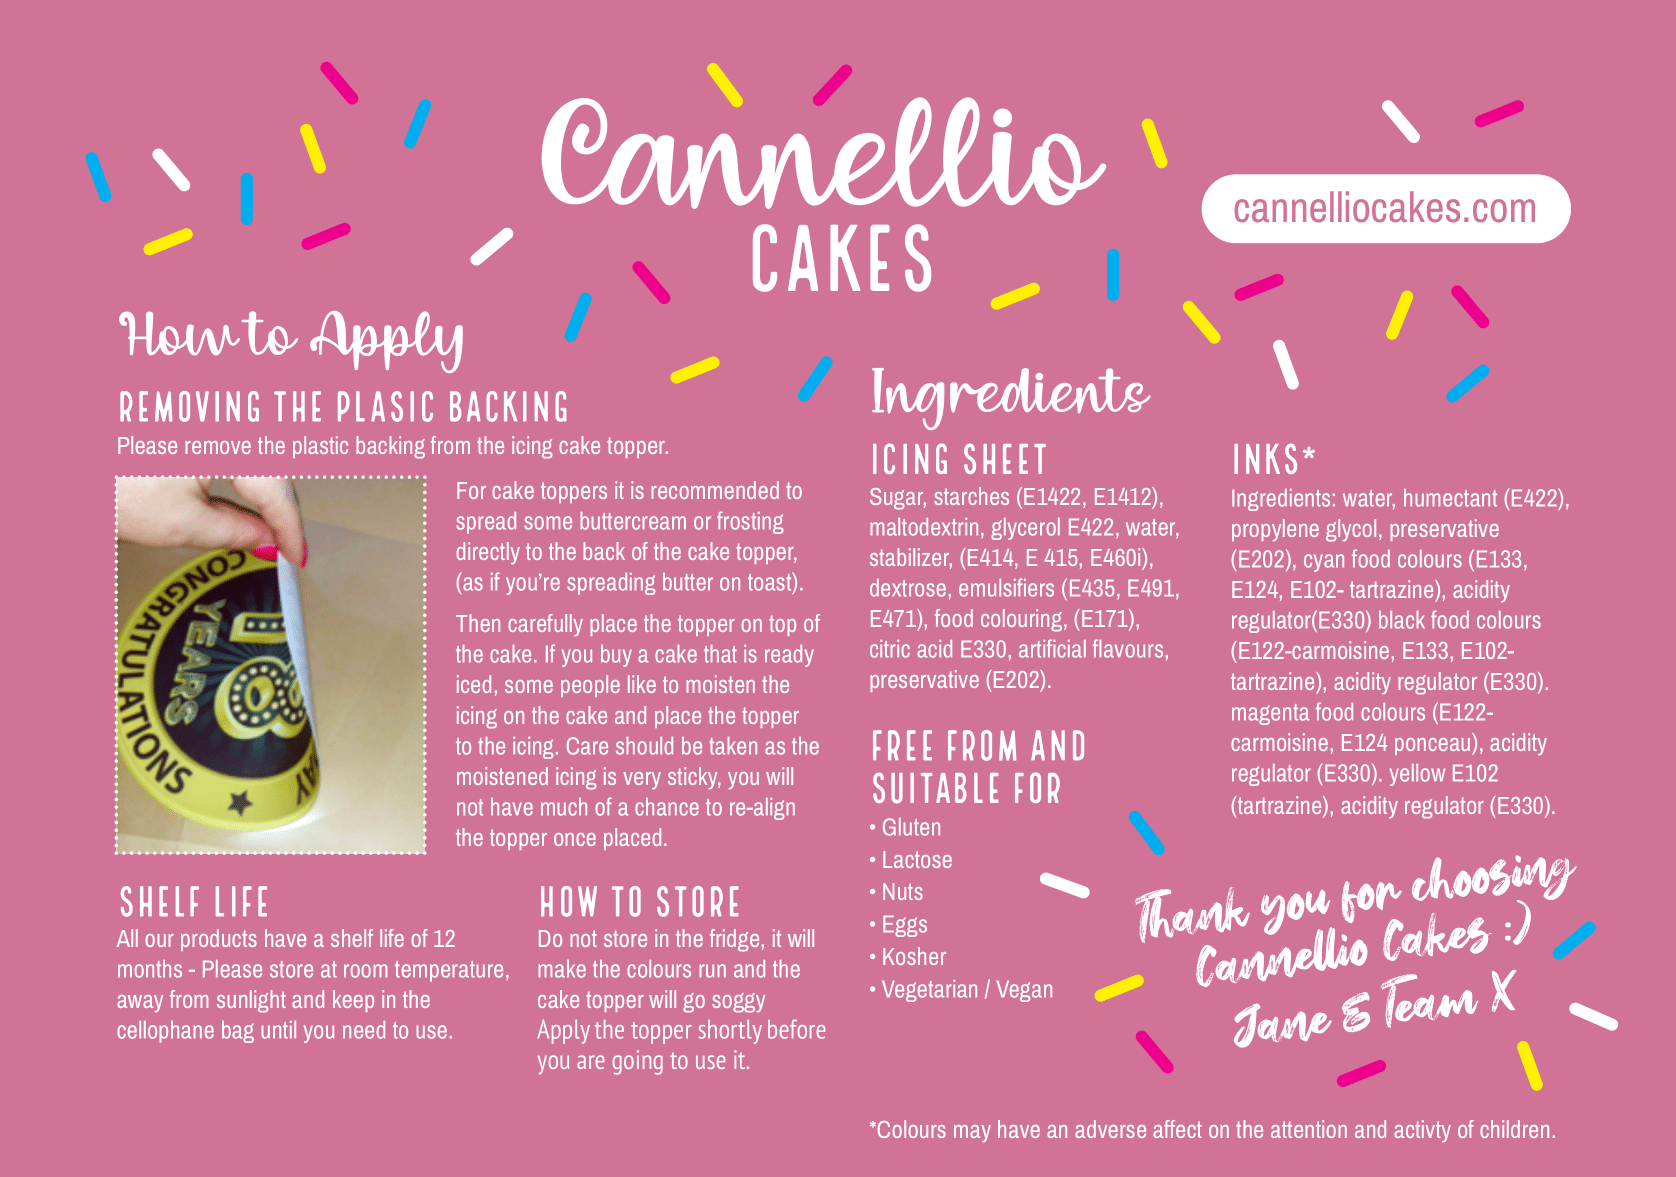 Cannellio
CAKES
cannelliocakes.com
How to Apply
REMOVING THE PLASIC BACKING
Please remove the plastic backing from the icing cake topper.
CONGRATULATIONS
18
YEARS
AY
For cake toppers it is recommended to
spread some buttercream or frosting
directly to the back of the cake topper,
(as if you’re spreading butter on toast).
Then carefully place the topper on top of
the cake. If you buy a cake that is ready
iced, some people like to moisten the
icing on the cake and place the topper
to the icing. Care should be taken as the
moistened icing is very sticky, you will
not have much of a chance to re-align
the topper once placed.
SHELF LIFE
All our products have a shelf life of 12
months - Please store at room temperature,
away from sunlight and keep in the
cellophane bag until you need to use.
HOW TO STORE
Do not store in the fridge, it will
make the colours run and the
cake topper will go soggy
Apply the topper shortly before
you are going to use it.
Ingredients
ICING SHEET
Sugar, starches (E1422, E1412),
maltodextrin, glycerol E422, water,
stabilizer, (E414, E 415, E460i),
dextrose, emulsifiers (E435, E491,
E471), food colouring, (E171),
citric acid E330, artificial flavours,
preservative (E202).
FREE FROM AND
SUITABLE FOR
• Gluten
• Lactose
• Nuts
• Eggs
• Kosher
• Vegetarian / Vegan
INKS*
Ingredients: water, humectant (E422),
propylene glycol, preservative
(E202), cyan food colours (E133,
E124, E102- tartrazine), acidity
regulator(E330) black food colours
(E122-carmoisine, E133, E102-
tartrazine), acidity regulator (E330).
magenta food colours (E122-
carmoisine, E124 ponceau), acidity
regulator (E330). yellow E102
(tartrazine), acidity regulator (E330).
Thank you for choosing
Cannellio Cakes :)
Jane & Team X
*Colours may have an adverse affect on the attention and activty of children.